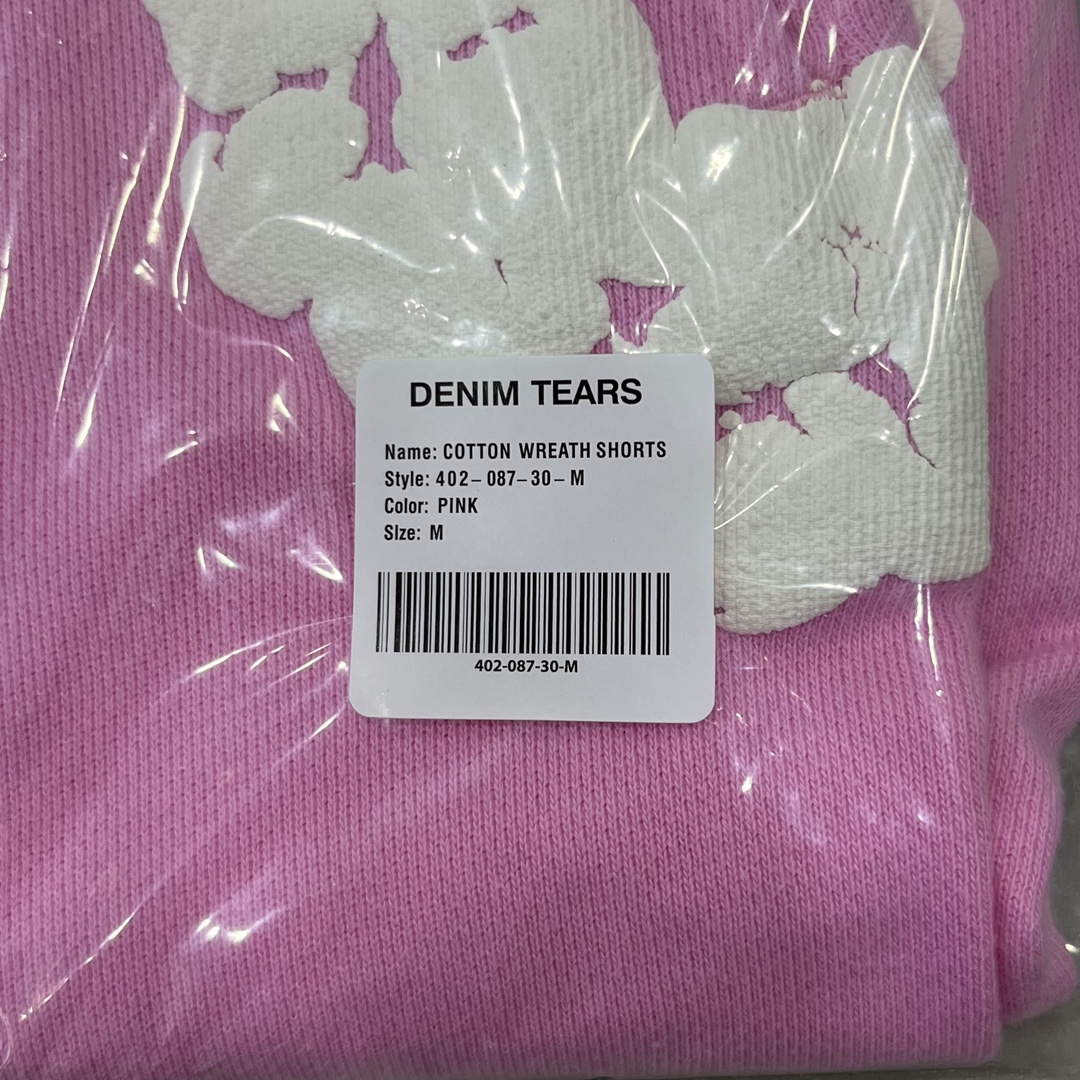 DENIM TEARS
Name: COTTON WREATH SHORTS
Style: 402-087-30-M
Color: PINK
SIze: M
402-087-30-M